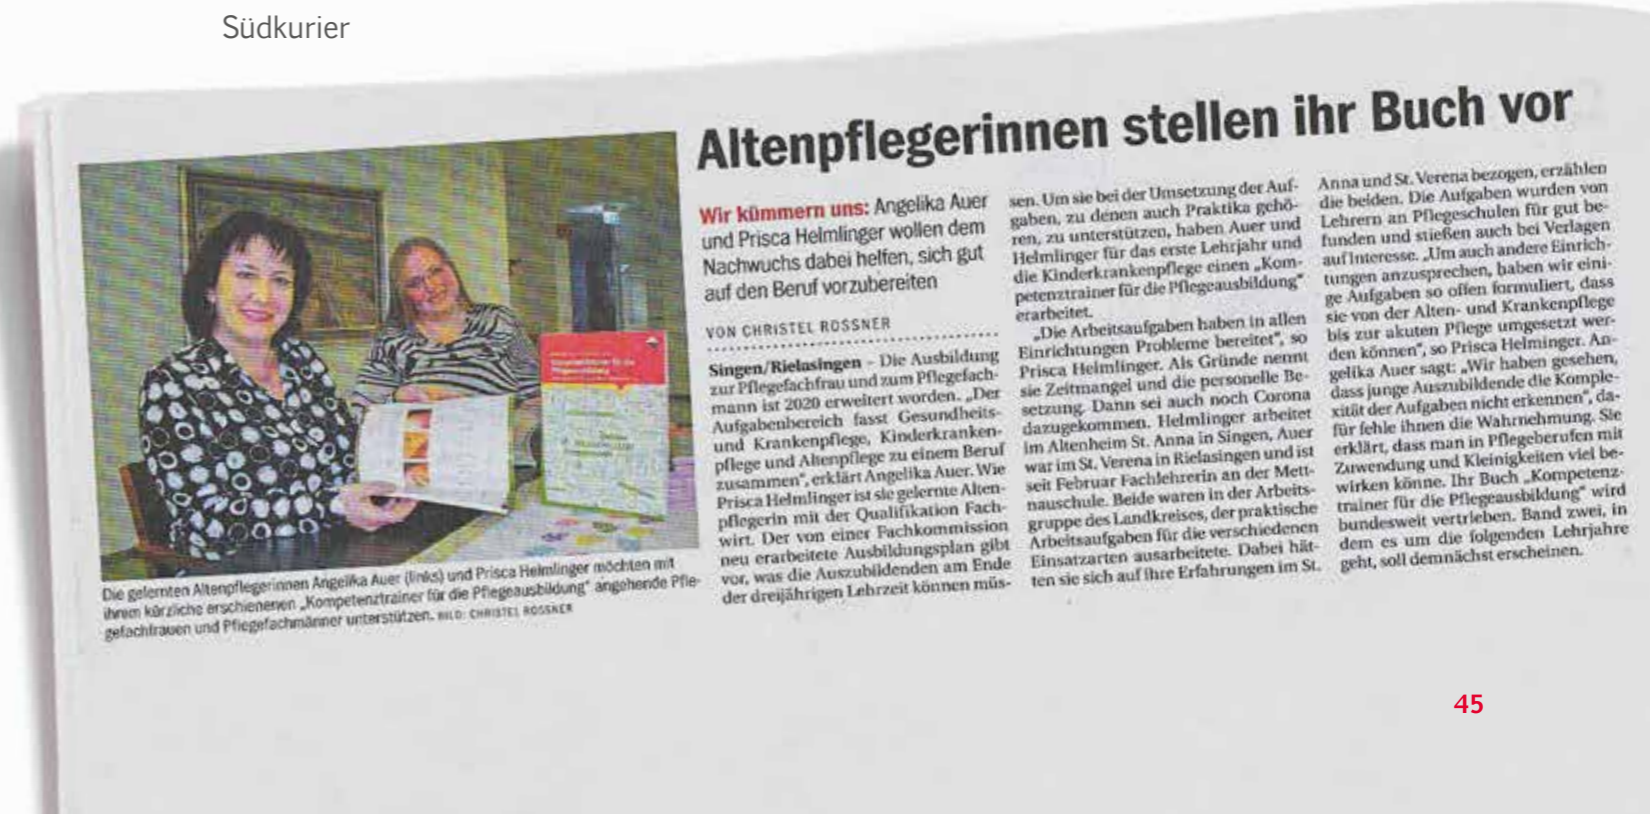 Südkurier
Altenpflegerinnen stellen ihr Buch vor
Wir kümmern uns: Angelika Auer
und Prisca Helmlinger wollen dem
Nachwuchs dabei helfen, sich gut
auf den Beruf vorzubereiten
VON CHRISTEL ROSSNER
Singen/Rielasingen – Die Ausbildung
zur Pflegefachfrau und zum Pflegefach-
mann ist 2020 erweitert worden. „Der
Aufgabenbereich fasst Gesundheits-
und Krankenpflege, Kinderkranken-
pflege und Altenpflege zu einem Beruf
zusammen“, erklärt Angelika Auer. Wie
Prisca Helmlinger ist sie gelernte Alten-
pflegerin mit der Qualifikation Fach-
wirt. Der von einer Fachkommission
neu erarbeitete Ausbildungsplan gibt
vor, was die Auszubildenden am Ende
der dreijährigen Lehrzeit können müs-
sen. Um sie bei der Umsetzung der Auf-
gaben, zu denen auch Praktika gehö-
ren, zu unterstützen, haben Auer und
Helmlinger für das erste Lehrjahr und
die Kinderkrankenpflege einen „Kom-
petenztrainer für die Pflegeausbildung“
erarbeitet.
„Die Arbeitsaufgaben haben in allen
Einrichtungen Probleme bereitet“, so
Prisca Helmlinger. Als Gründe nennt
sie Zeitmangel und die personelle Be-
setzung. Dann sei auch noch Corona
dazugekommen. Helmlinger arbeitet
im Altenheim St. Anna in Singen, Auer
war im St. Verena in Rielasingen und ist
seit Februar Fachlehrerin an der Mett-
nauschule. Beide waren in der Arbeits-
gruppe des Landkreises, der praktische
Arbeitsaufgaben für die verschiedenen
Einsatzarten ausarbeitete. Dabei hät-
ten sie sich auf ihre Erfahrungen im St.
Anna und St. Verena bezogen, erzählen
die beiden. Die Aufgaben wurden von
Lehrern an Pflegeschulen für gut be-
funden und stießen auch bei Verlagen
auf Interesse. „Um auch andere Einrich-
tungen anzusprechen, haben wir eini-
ge Aufgaben so offen formuliert, dass
sie von der Alten- und Krankenpflege
bis zur akuten Pflege umgesetzt wer-
den können“, so Prisca Helminger. An-
gelika Auer sagt: „Wir haben gesehen,
dass junge Auszubildende die Komple-
xität der Aufgaben nicht erkennen“, da-
für fehle ihnen die Wahrnehmung. Sie
erklärt, dass man in Pflegeberufen mit
Zuwendung und Kleinigkeiten viel be-
wirken könne. Ihr Buch „Kompetenz-
trainer für die Pflegeausbildung“ wird
bundesweit vertrieben. Band zwei, in
dem es um die folgenden Lehrjahre
geht, soll demnächst erscheinen.
Die gelernten Altenpflegerinnen Angelika Auer (links) und Prisca Helmlinger möchten mit
ihrem kürzliche erschienenen „Kompetenztrainer für die Pflegeausbildung“ angehende Pfle-
gefachfrauen und Pflegefachmänner unterstützen. BILD: CHRISTEL ROSSNER
45